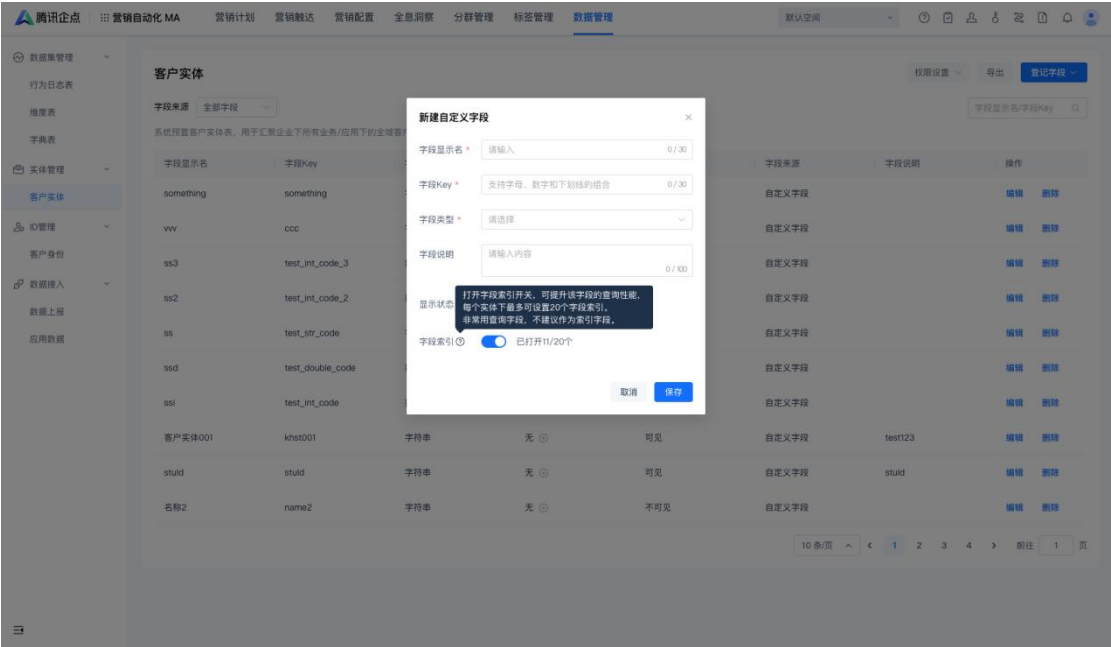 腾讯企点 营销自动化 MA 营销计划 营销触达 营销配置 全息洞察 分群管理 标签管理 数据管理 默认空间
数据集管理
行为日志表
维度表
字典表
实体管理
客户实体
ID管理
客户身份
数据接入
数据上报
应用数据
客户实体 权限设置 导出 登记字段
字段来源 全部字段 字段显示名/字段Key
系统预置客户实体表，用于汇聚企业下所有业务/应用下的全域客户
字段显示名 字段Key 字段来源 字段说明 操作
something something 自定义字段 编辑 删除
vvv ccc 自定义字段 编辑 删除
ss3 test_int_code_3 自定义字段 编辑 删除
ss2 test_int_code_2 自定义字段 编辑 删除
ss test_str_code 自定义字段 编辑 删除
ssd test_double_code 自定义字段 编辑 删除
ssi test_int_code 自定义字段 编辑 删除
客户实体001 khst001 字符串 无 可见 自定义字段 test123 编辑 删除
stuId stuId 字符串 无 可见 自定义字段 stuId 编辑 删除
名称2 name2 字符串 无 不可见 自定义字段 编辑 删除
10 条/页 1 2 3 4 前往 1 页
新建自定义字段
字段显示名 * 请输入 0/30
字段Key * 支持字母、数字和下划线的组合 0/30
字段类型 * 请选择
字段说明 请输入内容
0/100
显示状态
打开字段索引开关，可提升该字段的查询性能，
每个实体下最多可设置20个字段索引。
非常用查询字段，不建议作为索引字段。
字段索引 已打开11/20个
取消 保存